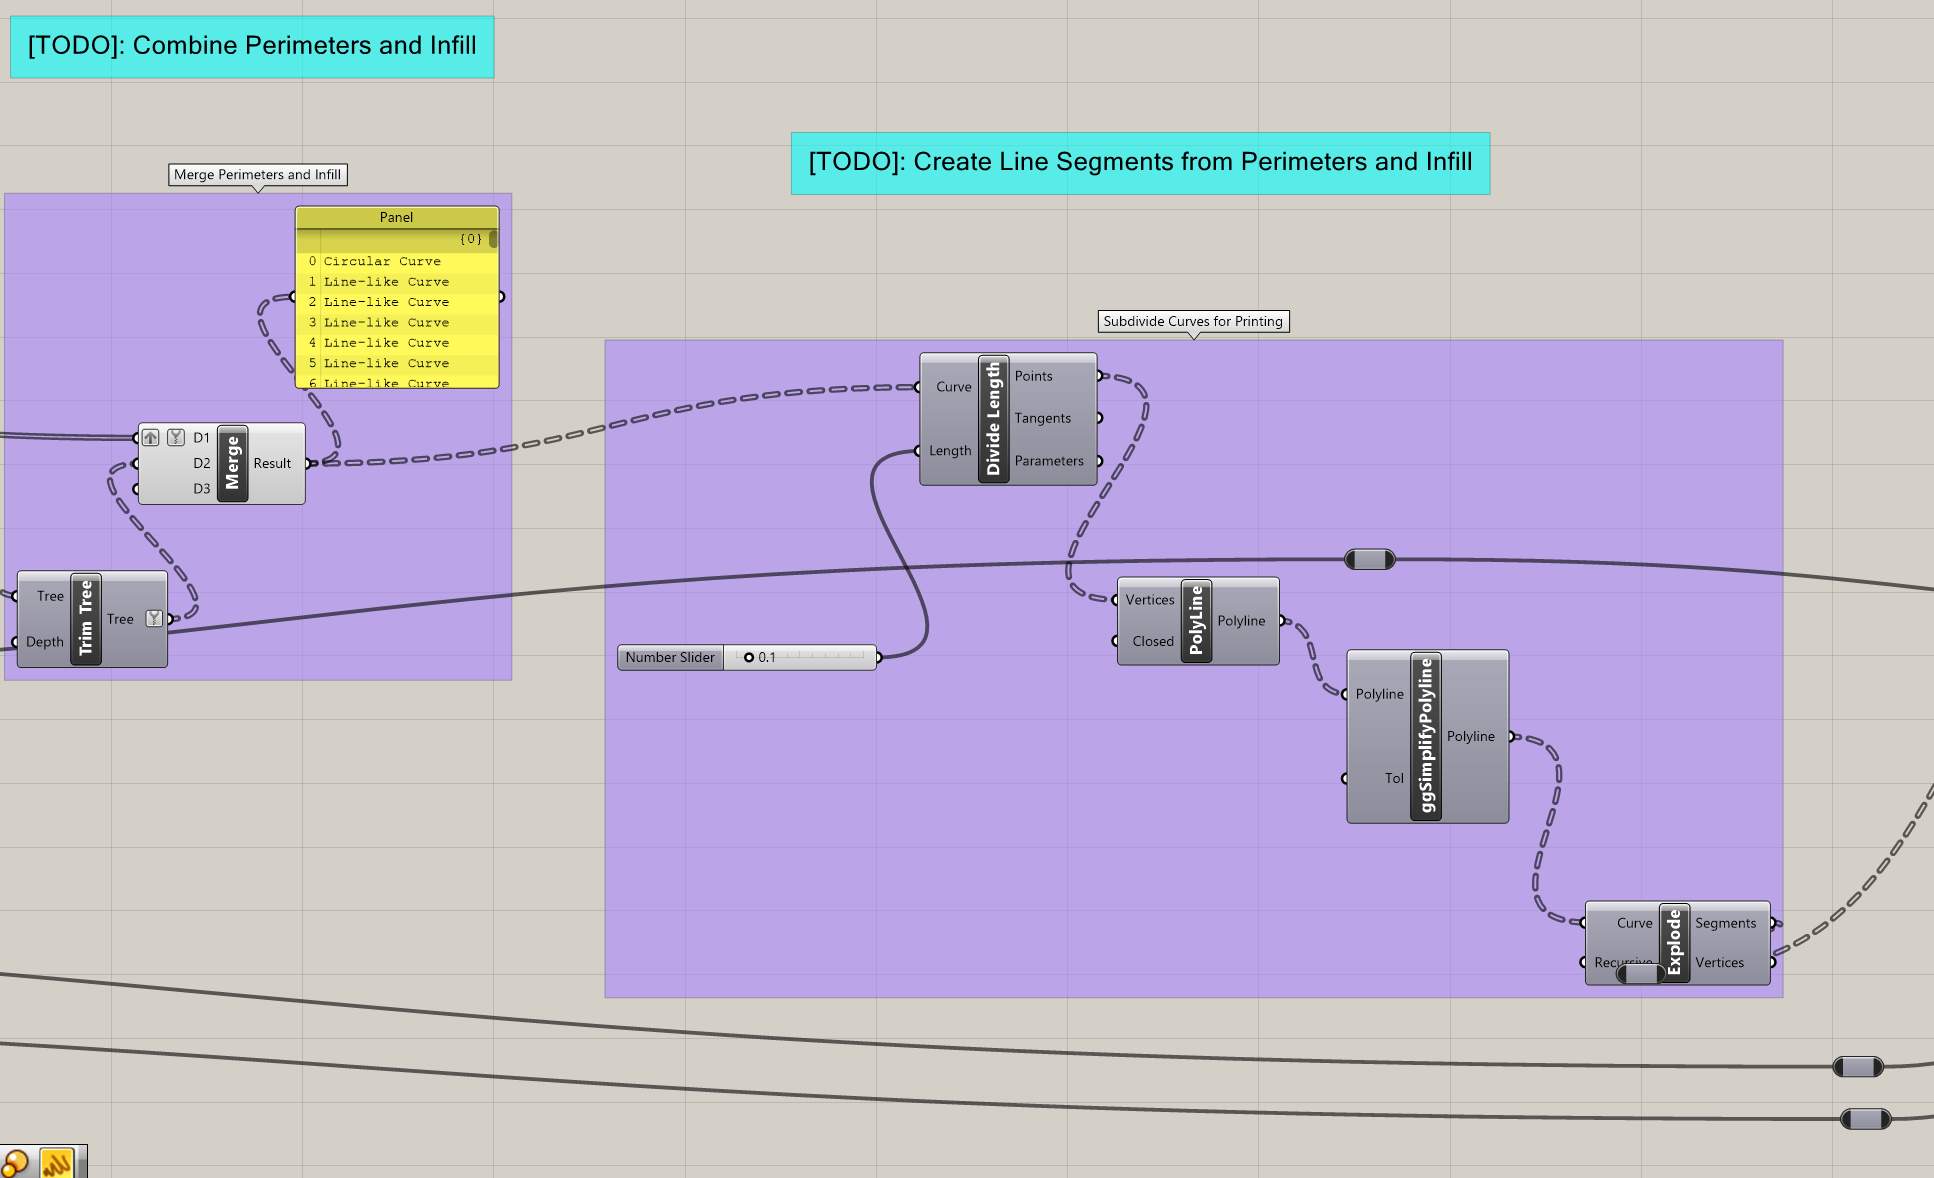 [TODO]: Combine Perimeters and Infill
[TODO]: Create Line Segments from Perimeters and Infill
Merge Perimeters and Infill
Panel
{0}
0 Circular Curve
1 Line-like Curve
2 Line-like Curve
3 Line-like Curve
4 Line-like Curve
5 Line-like Curve
6 Line-like Curve
D1
D2
D3
Merge
Result
Tree
Depth
Trim Tree
Tree
Subdivide Curves for Printing
Curve
Length
Divide Length
Points
Tangents
Parameters
Number Slider
0.1
Vertices
Closed
PolyLine
Polyline
Polyline
Tol
ggSimplifyPolyline
Polyline
Curve
Recursive
Explode
Segments
Vertices